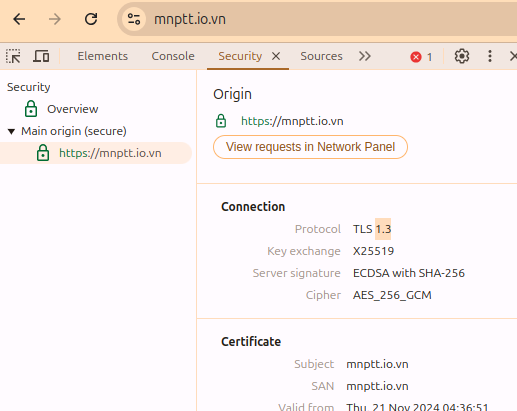 mnptt.io.vn
Elements Console Security Sources 1
Security
Overview
Main origin (secure)
https://mnptt.io.vn
Origin
https://mnptt.io.vn
View requests in Network Panel
Connection
Protocol TLS 1.3
Key exchange X25519
Server signature ECDSA with SHA-256
Cipher AES_256_GCM
Certificate
Subject mnptt.io.vn
SAN mnptt.io.vn
Valid from Thu, 21 Nov 2024 04:36:51